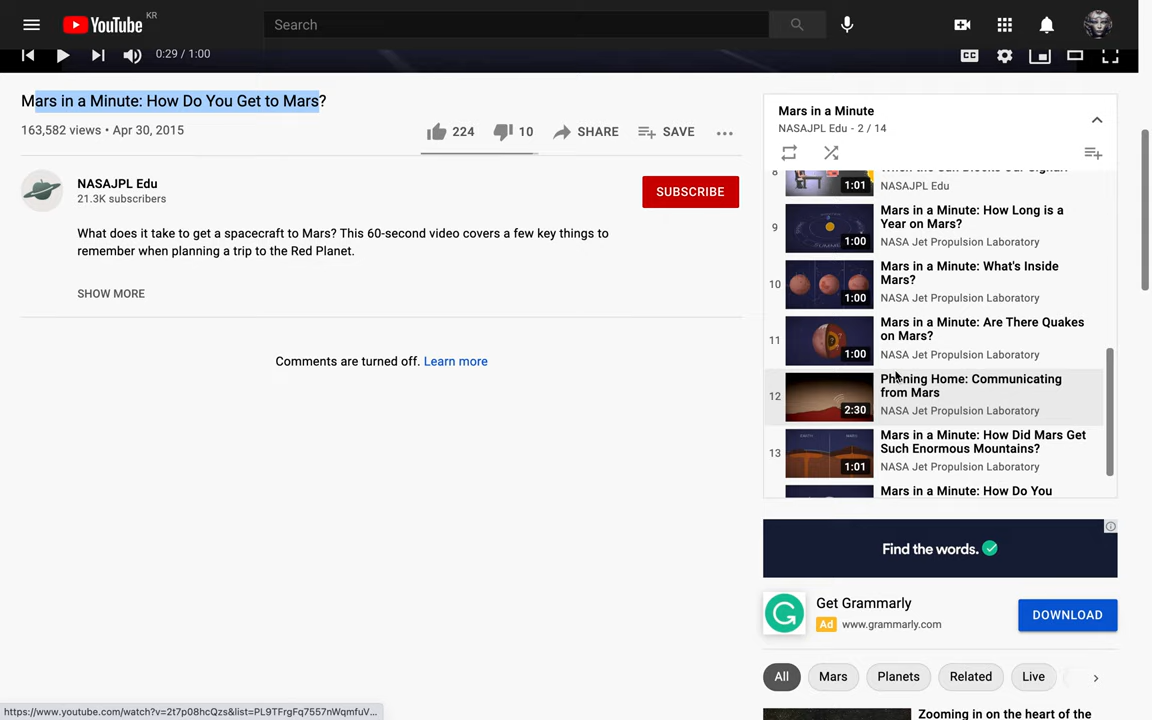 YouTube KR
Search
0:29 / 1:00
CC
Mars in a Minute: How Do You Get to Mars?
163,582 views • Apr 30, 2015
224
10
SHARE
SAVE
NASAJPL Edu
21.3K subscribers
SUBSCRIBE
What does it take to get a spacecraft to Mars? This 60-second video covers a few key things to
remember when planning a trip to the Red Planet.
SHOW MORE
Comments are turned off. Learn more
Mars in a Minute
NASAJPL Edu - 2 / 14
8
1:01
NASAJPL Edu
9
1:00
Mars in a Minute: How Long is a
Year on Mars?
NASA Jet Propulsion Laboratory
10
1:00
Mars in a Minute: What's Inside
Mars?
NASA Jet Propulsion Laboratory
11
1:00
Mars in a Minute: Are There Quakes
on Mars?
NASA Jet Propulsion Laboratory
12
2:30
Phoning Home: Communicating
from Mars
NASA Jet Propulsion Laboratory
13
1:01
Mars in a Minute: How Did Mars Get
Such Enormous Mountains?
NASA Jet Propulsion Laboratory
Mars in a Minute: How Do You
Find the words.
Get Grammarly
Ad www.grammarly.com
DOWNLOAD
All
Mars
Planets
Related
Live
Zooming in on the heart of the
https://www.youtube.com/watch?v=2t7p08hcQzs&list=PL9TFrgFq7557nWqmfuV...